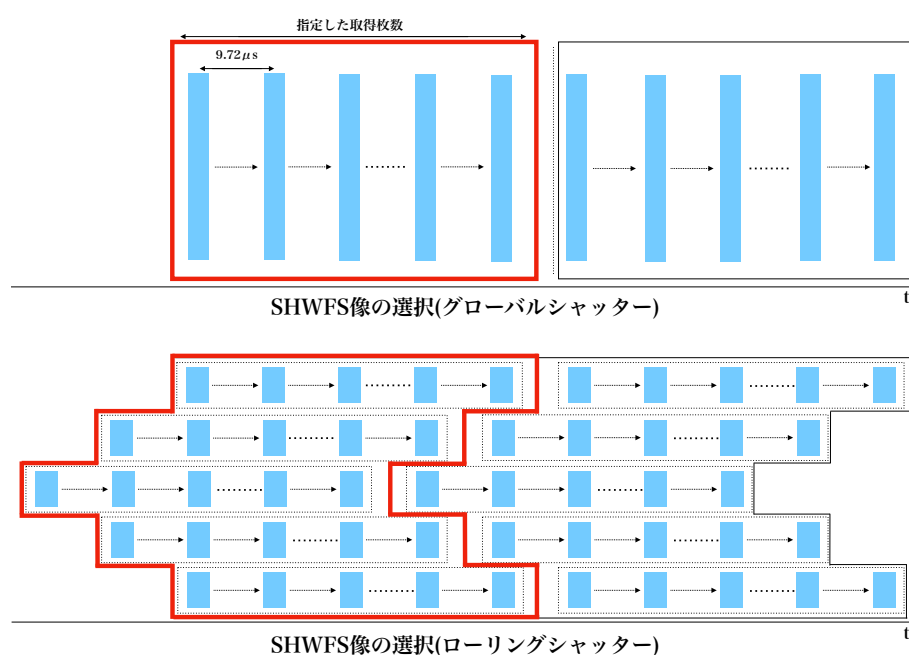 指定した取得枚数
9.72μs
t
SHWFS像の選択(グローバルシャッター)
t
SHWFS像の選択(ローリングシャッター)